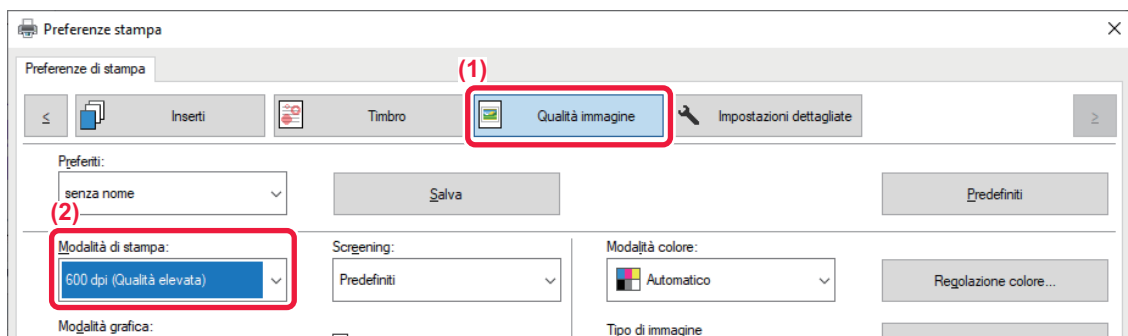 Preferenze stampa
Preferenze di stampa
(1)
< Inserti Timbro Qualità immagine Impostazioni dettagliate >
Preferiti:
senza nome Salva Predefiniti
(2)
Modalità di stampa: Screening: Modalità colore:
600 dpi (Qualità elevata) Predefiniti Automatico Regolazione colore...
Modalità grafica: Tipo di immagine